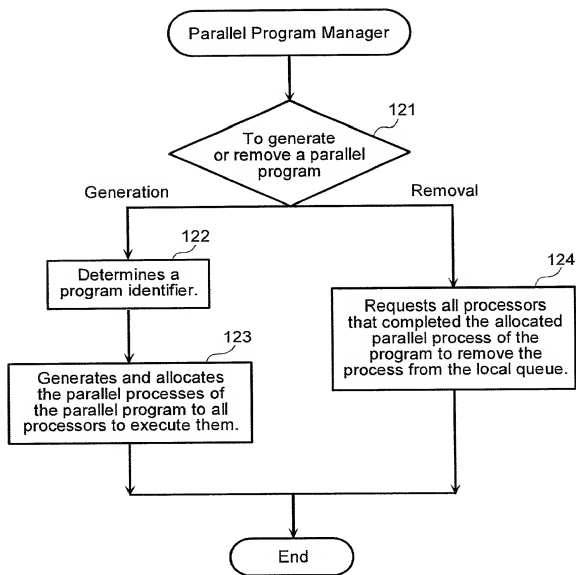 Parallel Program Manager
121
To generate
or remove a parallel
program
Generation
Removal
122
Determines a
program identifier.
123
Generates and allocates
the parallel processes of
the parallel program to all
processors to execute them.
124
Requests all processors
that completed the allocated
parallel process of the
program to remove the
process from the local queue.
End